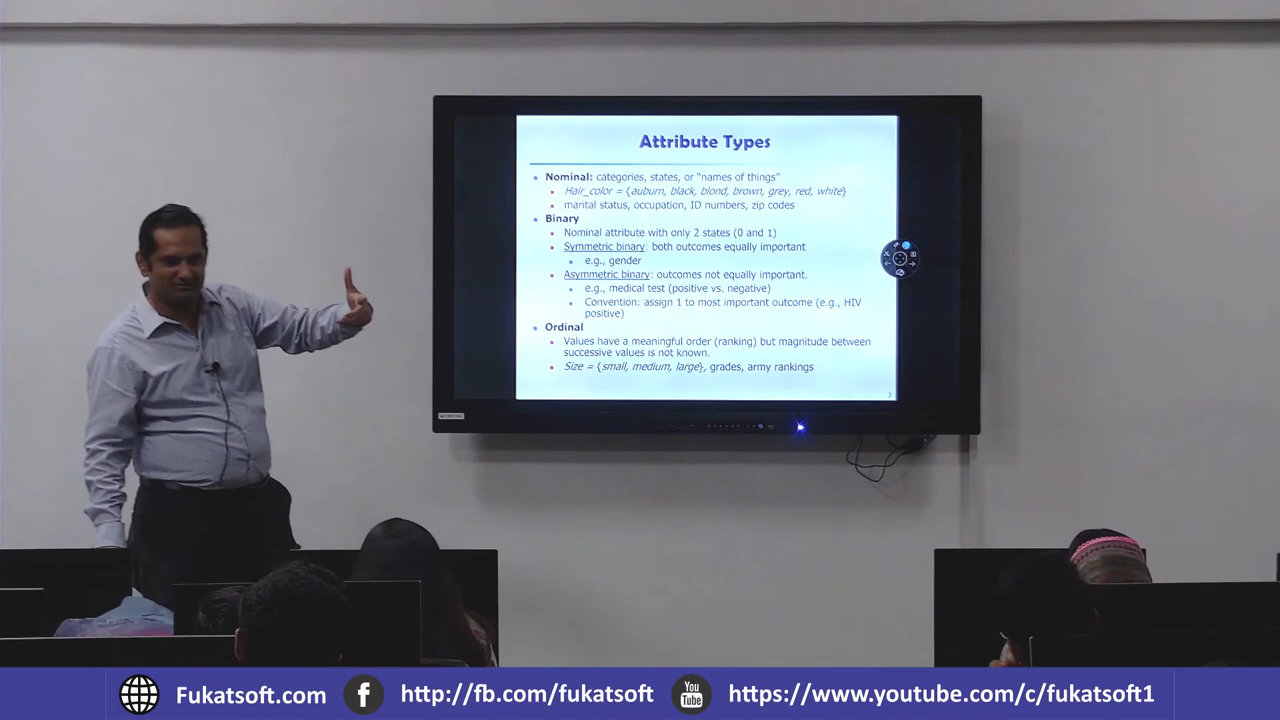 Attribute Types
Nominal: categories, states, or “names of things”
Hair_color = {auburn, black, blond, brown, grey, red, white}
marital status, occupation, ID numbers, zip codes
Binary
Nominal attribute with only 2 states (0 and 1)
Symmetric binary: both outcomes equally important
e.g., gender
Asymmetric binary: outcomes not equally important.
e.g., medical test (positive vs. negative)
Convention: assign 1 to most important outcome (e.g., HIV
positive)
Ordinal
Values have a meaningful order (ranking) but magnitude between
successive values is not known.
Size = {small, medium, large}, grades, army rankings
7
Fukatsoft.com
f
http://fb.com/fukatsoft
You
Tube
https://www.youtube.com/c/fukatsoft1